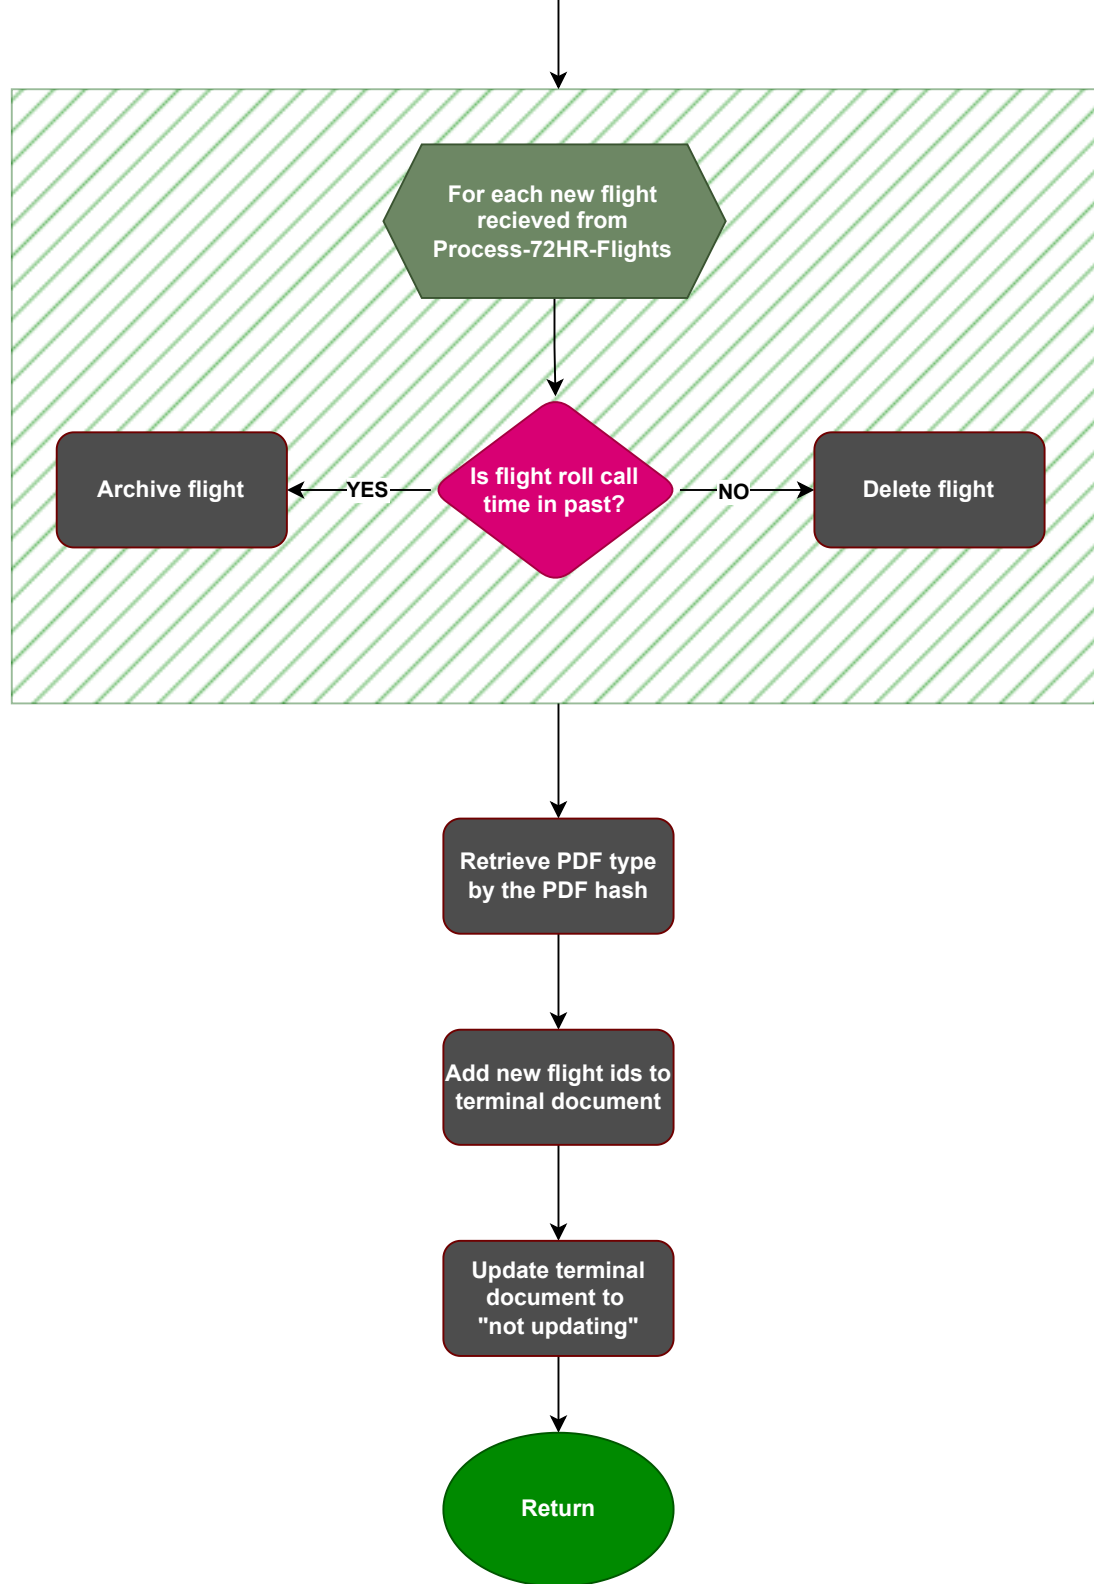 For each new flight
recieved from
Process-72HR-Flights
Archive flight
YES
Is flight roll call
time in past?
NO
Delete flight
Retrieve PDF type
by the PDF hash
Add new flight ids to
terminal document
Update terminal
document to
"not updating"
Return